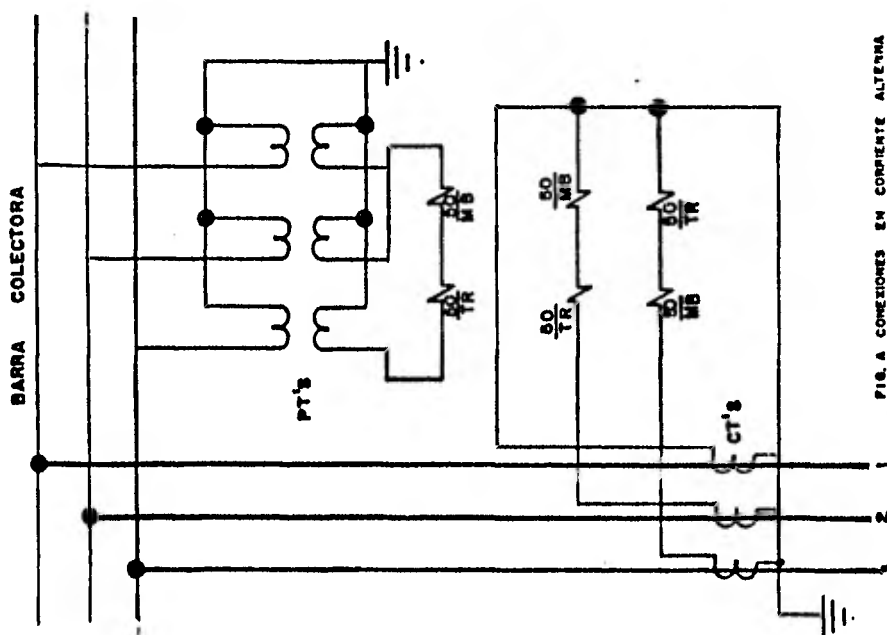 BARRA COLECTORA
PT'S
50
MB
50
TR
50
MB
50
TR
50
TR
50
MB
CT'S
1
2
FIG. A CONEXIONES EN CORRIENTE ALTERNA